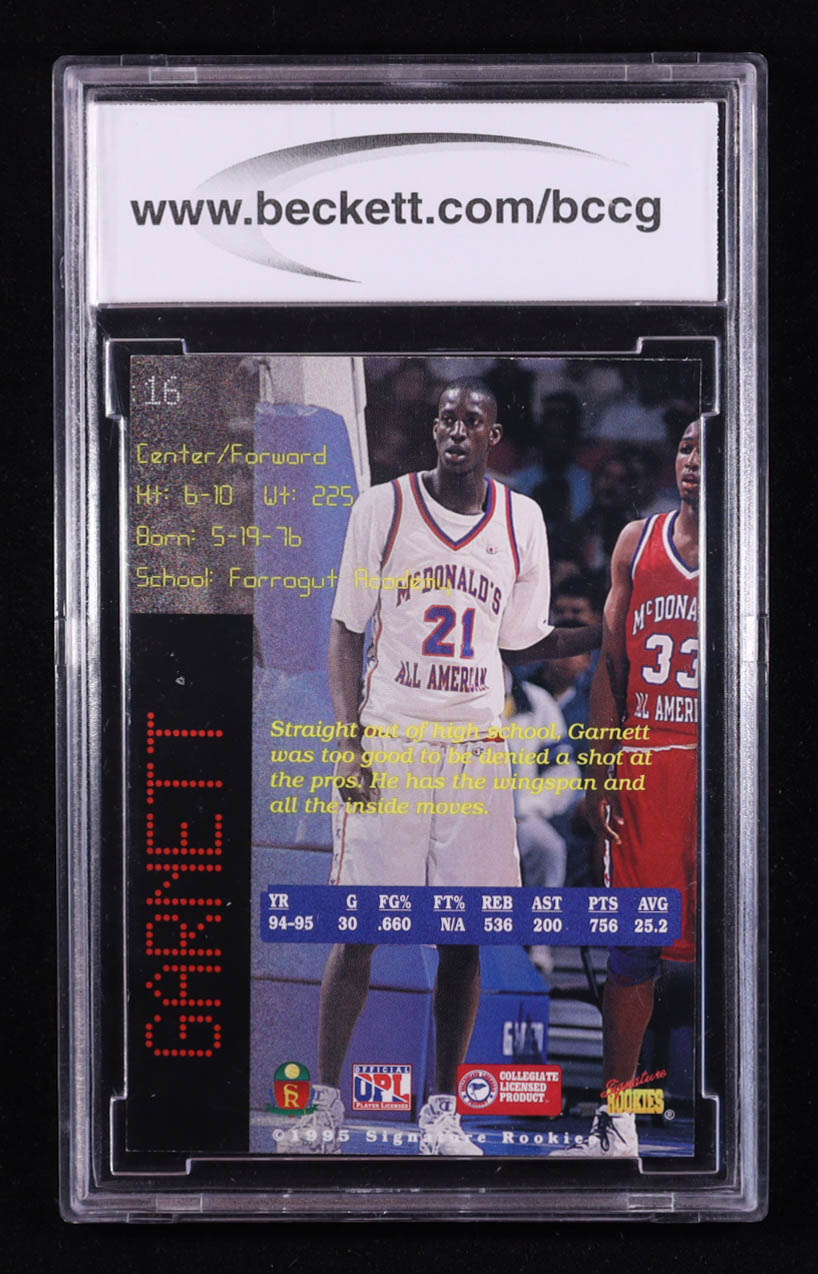 www.beckett.com/bccg
16
Center/Forward
Ht: 6-10 Wt: 225
Born: 5-19-76
School: Farragut Academy
McDONALD'S
21
ALL AMERICAN
McDONA
33
ALL AMERI
GARNETT
Straight out of high school, Garnett
was too good to be denied a shot at
the pros. He has the wingspan and
all the inside moves.
YR G FG% FT% REB AST PTS AVG
94-95 30 .660 N/A 536 200 756 25.2
SR
OFFICIAL
UPL
PLAYER LICENSED
COLLEGIATE
LICENSED
PRODUCT™
Signature
ROOKIES®
©1995 Signature Rookies